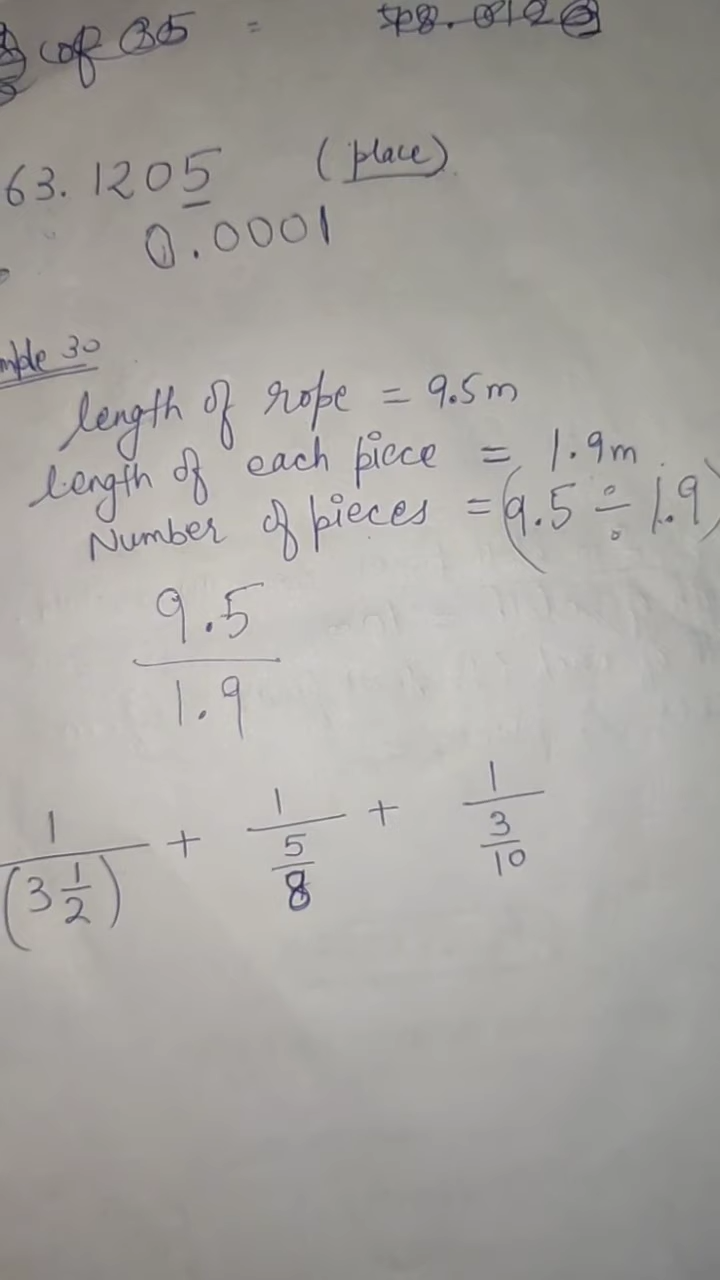 of 35 =
63.1205 (place)
0.0001
mple 30
length of rope = 9.5m
length of each piece = 1.9m
Number of pieces = (9.5 ÷ 1.9)
9.5
1.9
1/(3 1/2) + 1/(5/8) + 1/(3/10)